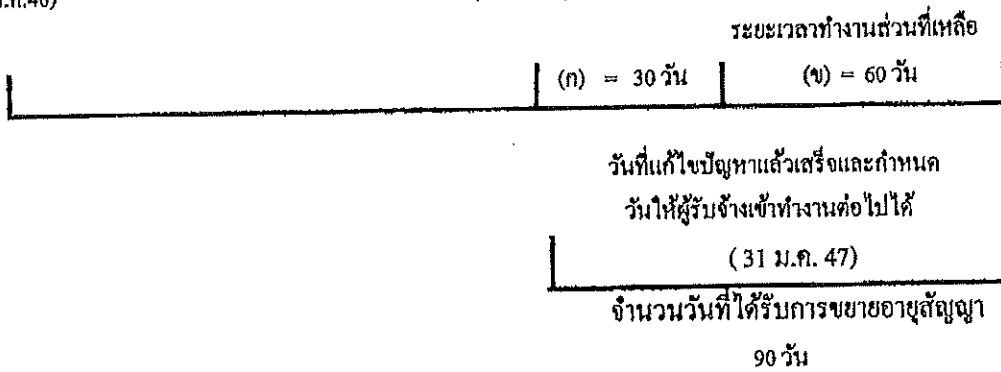 ระยะเวลาทำงานส่วนที่เหลือ
(ก) = 30 วัน (ข) = 60 วัน
วันที่แก้ไขปัญหาแล้วเสร็จและกำหนด
วันให้ผู้รับจ้างเข้าทำงานต่อไปได้
( 31 ม.ค. 47)
จำนวนวันที่ได้รับการขยายอายุสัญญา
90 วัน